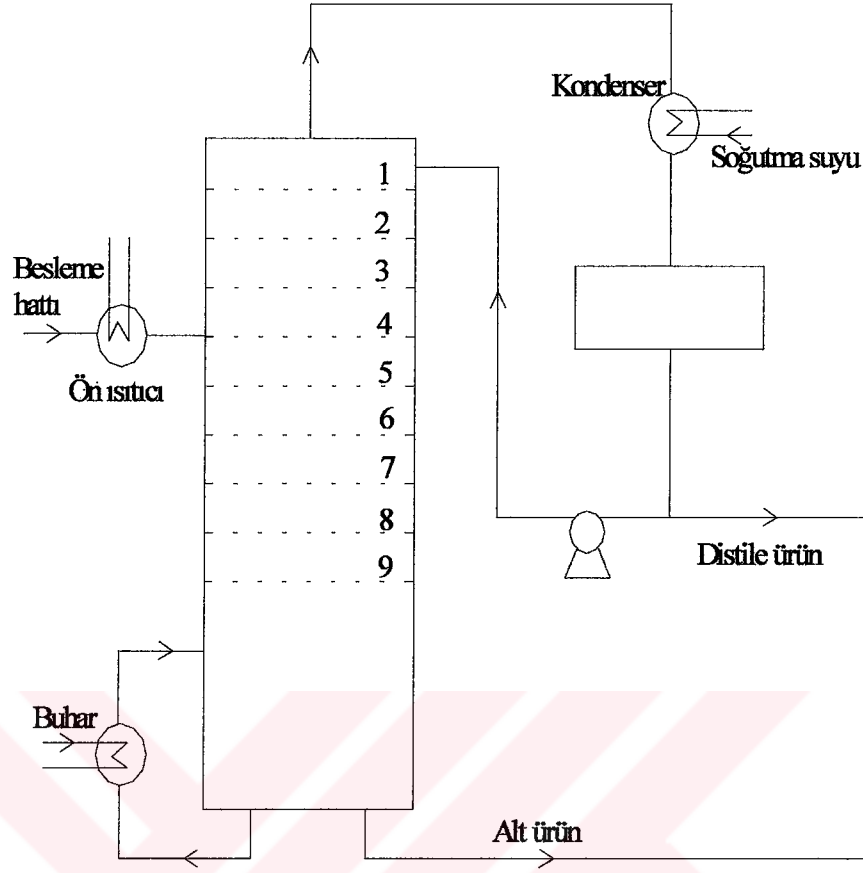 Kondenser
Soğutma suyu
1
2
3
4
5
6
7
8
9
Besleme
hattı
Ön ısıtıcı
Distile ürün
Buhar
Alt ürün